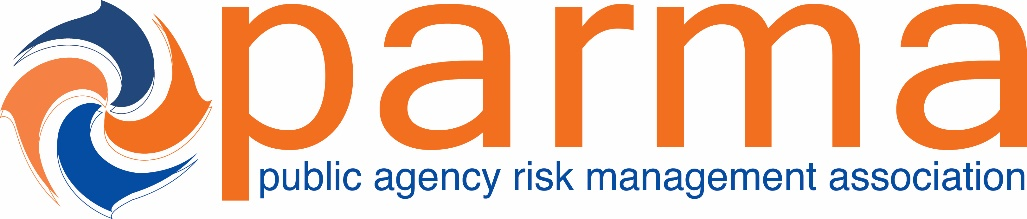 parma
public agency risk management association